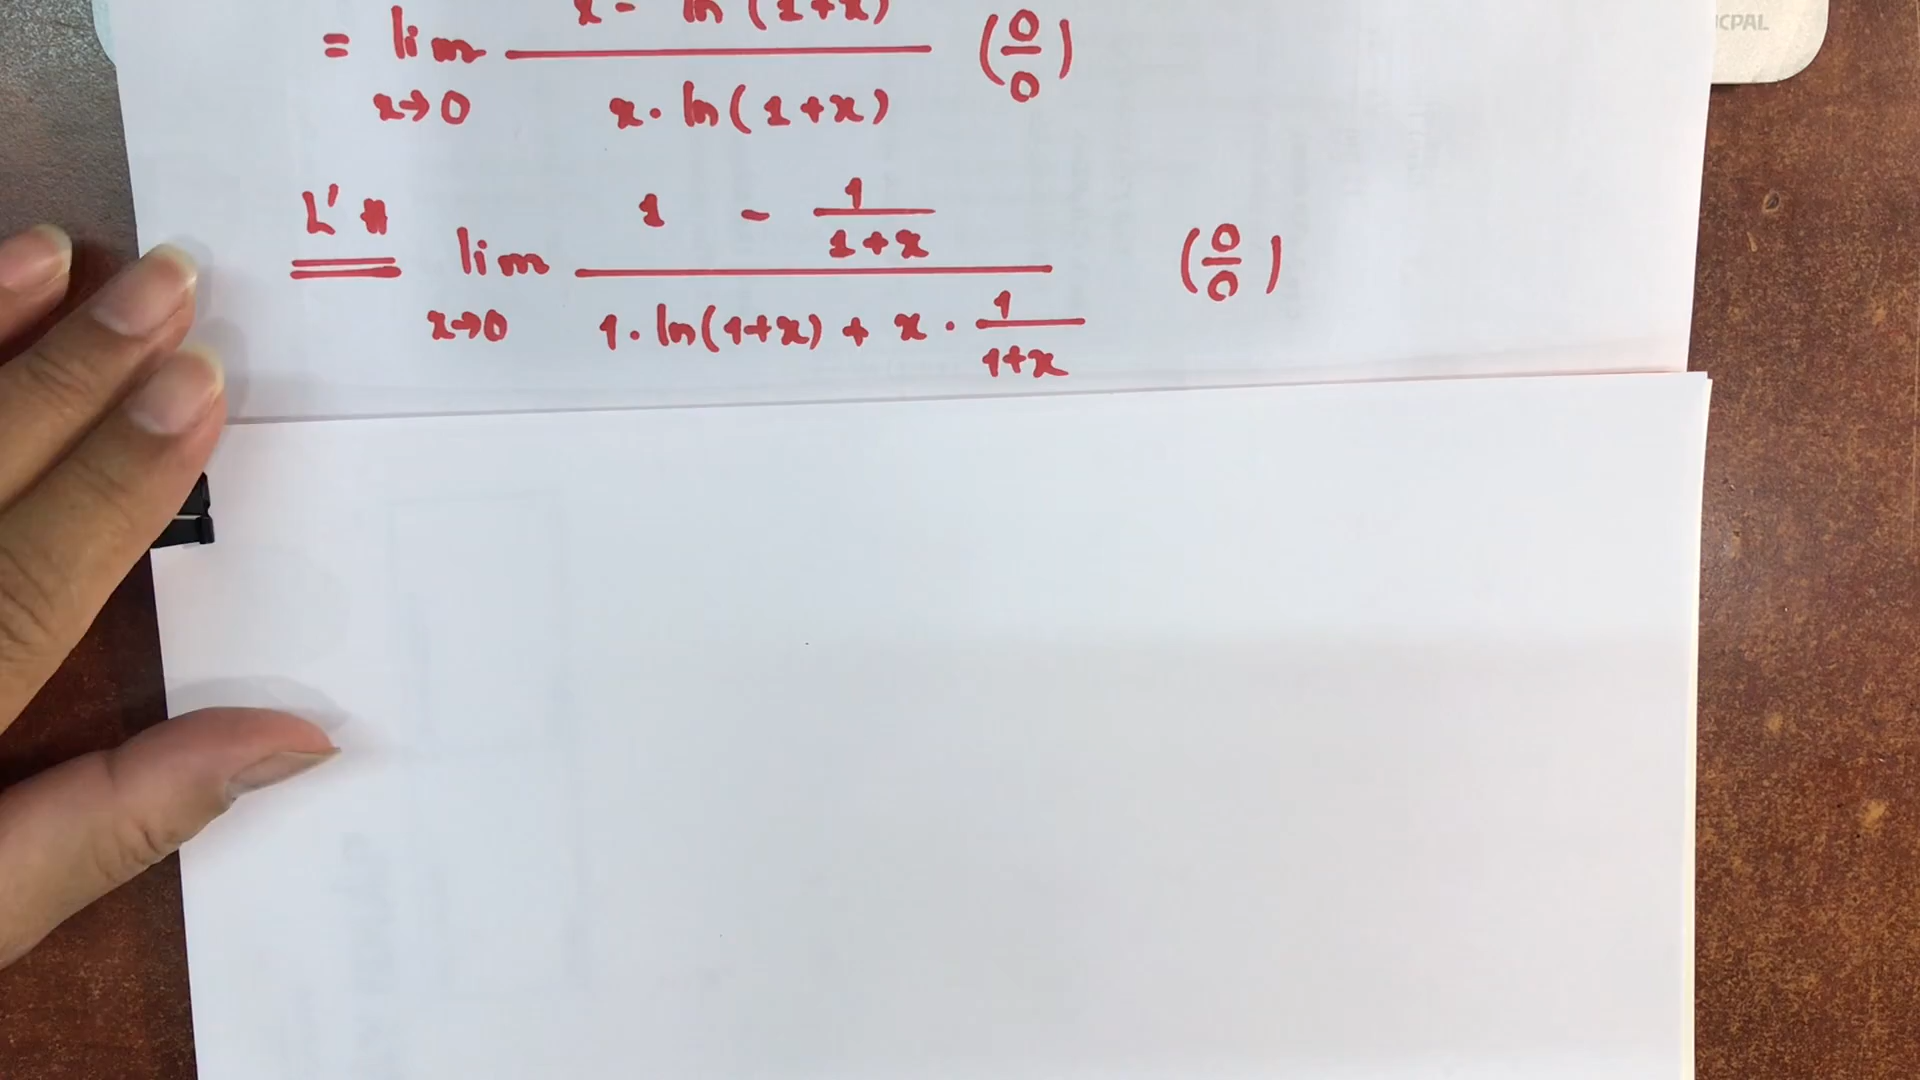 x - ln (1+x)
= lim ―――――― (0/0)
x→0 x · ln (1+x)
1 - 1/(1+x)
L'H lim ―――――― (0/0)
x→0 1 · ln(1+x) + x · 1/(1+x)